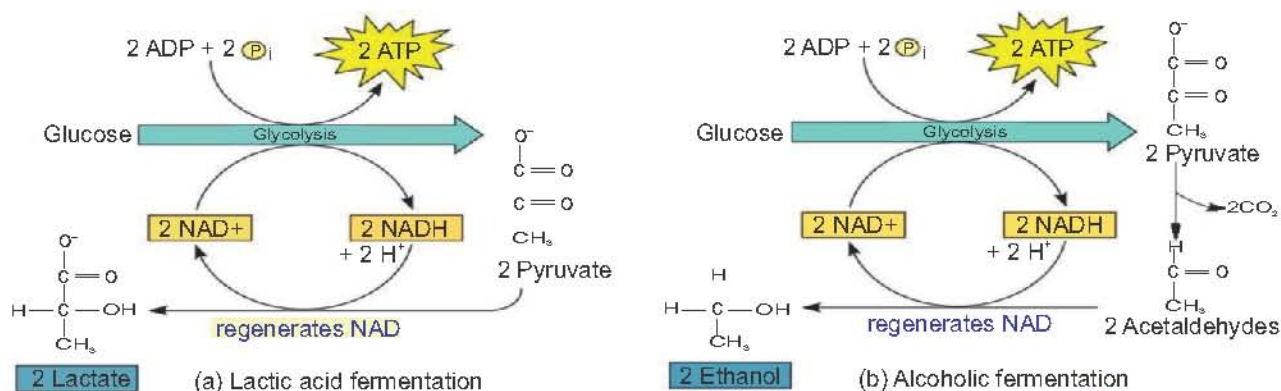 2 ADP + 2 Pi
2 ATP
Glucose
Glycolysis
O⁻
C = O
C = O
CH₃
2 Pyruvate
2 NAD+
2 NADH
+ 2 H⁺
O⁻
C = O
H — C — OH
CH₃
regenerates NAD
2 Lactate
(a) Lactic acid fermentation
2 ADP + 2 Pi
2 ATP
Glucose
Glycolysis
O⁻
C = O
C = O
CH₃
2 Pyruvate
2CO₂
2 NAD+
2 NADH
+ 2 H⁺
H
C = O
CH₃
2 Acetaldehydes
H
H — C — OH
CH₃
regenerates NAD
2 Ethanol
(b) Alcoholic fermentation